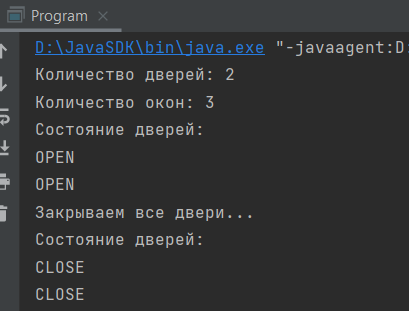 Program
D:\JavaSDK\bin\java.exe "-javaagent:D:
Количество дверей: 2
Количество окон: 3
Состояние дверей:
OPEN
OPEN
Закрываем все двери...
Состояние дверей:
CLOSE
CLOSE